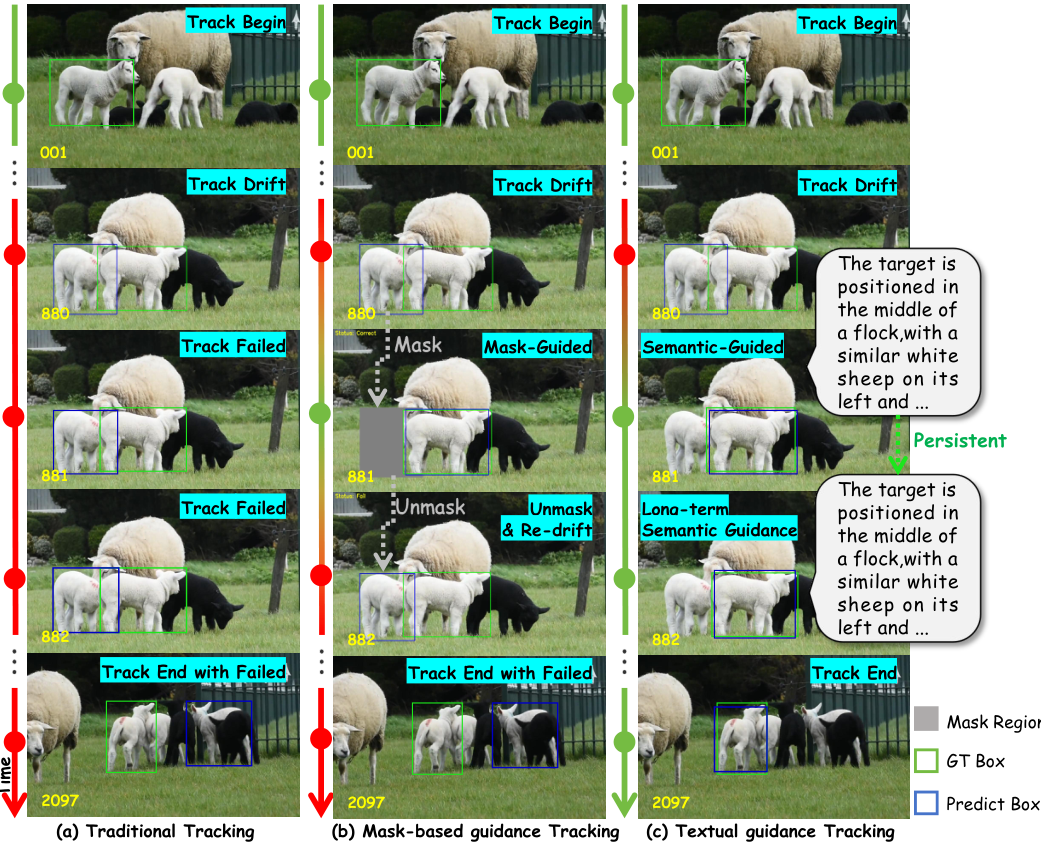 Track Begin
001
Track Drift
880
Track Failed
881
Track Failed
882
Track End with Failed
2097
Time
(a) Traditional Tracking
Track Begin
001
Track Drift
880
Status: Correct
Mask
Mask-Guided
881
Status: Fail
Unmask
Unmask
& Re-drift
882
Track End with Failed
2097
(b) Mask-based guidance Tracking
Track Begin
001
Track Drift
880
The target is
positioned in
the middle of
a flock,with a
similar white
sheep on its
left and ...
Semantic-Guided
881
Persistent
Long-term
Semantic Guidance
882
The target is
positioned in
the middle of
a flock,with a
similar white
sheep on its
left and ...
Track End
2097
(c) Textual guidance Tracking
Mask Region
GT Box
Predict Box